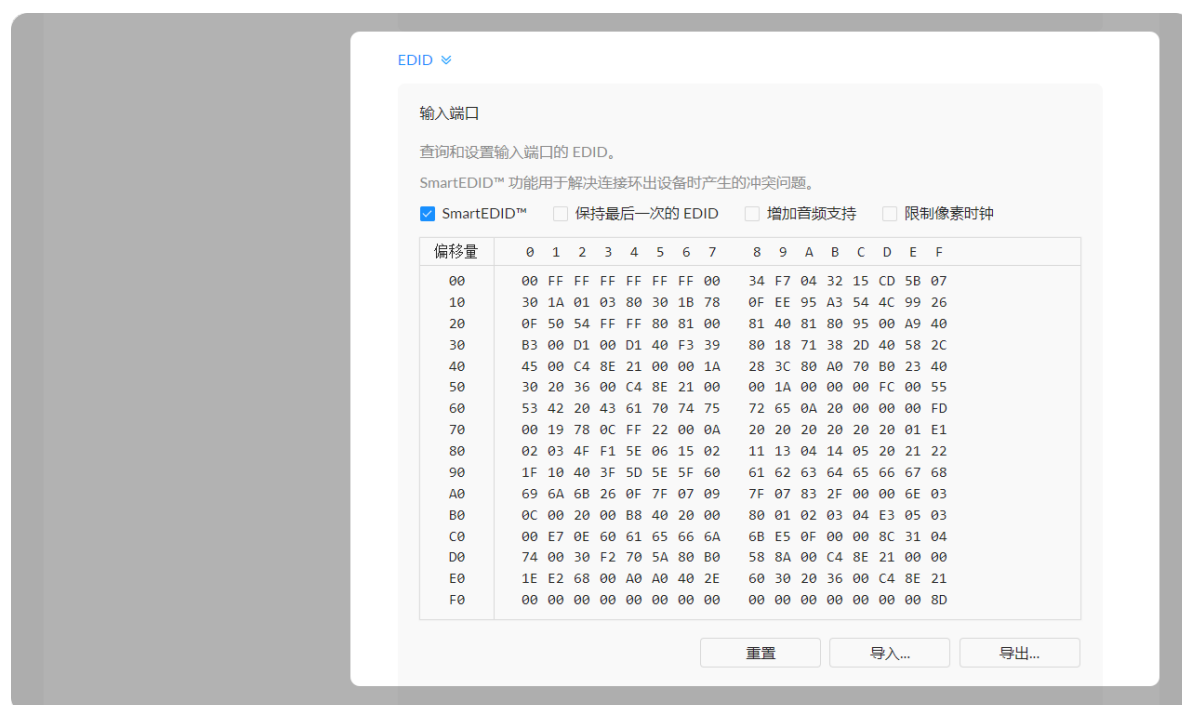 EDID
输入端口
查询和设置输入端口的 EDID。
SmartEDID™ 功能用于解决连接环出设备时产生的冲突问题。
SmartEDID™ 保持最后一次的 EDID 增加音频支持 限制像素时钟
偏移量 0 1 2 3 4 5 6 7 8 9 A B C D E F
00 00 FF FF FF FF FF FF 00 34 F7 04 32 15 CD 5B 07
10 30 1A 01 03 80 30 1B 78 0F EE 95 A3 54 4C 99 26
20 0F 50 54 FF FF 80 81 00 81 40 81 80 95 00 A9 40
30 B3 00 D1 00 D1 40 F3 39 80 18 71 38 2D 40 58 2C
40 45 00 C4 8E 21 00 00 1A 28 3C 80 A0 70 B0 23 40
50 30 20 36 00 C4 8E 21 00 00 1A 00 00 00 FC 00 55
60 53 42 20 43 61 70 74 75 72 65 0A 20 00 00 00 FD
70 00 19 78 0C FF 22 00 0A 20 20 20 20 20 20 01 E1
80 02 03 4F F1 5E 06 15 02 11 13 04 14 05 20 21 22
90 1F 10 40 3F 5D 5E 5F 60 61 62 63 64 65 66 67 68
A0 69 6A 6B 26 0F 7F 07 09 7F 07 83 2F 00 00 6E 03
B0 0C 00 20 00 B8 40 20 00 80 01 02 03 04 E3 05 03
C0 00 E7 0E 60 61 65 66 6A 6B E5 0F 00 00 8C 31 04
D0 74 00 30 F2 70 5A 80 B0 58 8A 00 C4 8E 21 00 00
E0 1E E2 68 00 A0 A0 40 2E 60 30 20 36 00 C4 8E 21
F0 00 00 00 00 00 00 00 00 00 00 00 00 00 00 00 8D
重置 导入... 导出...